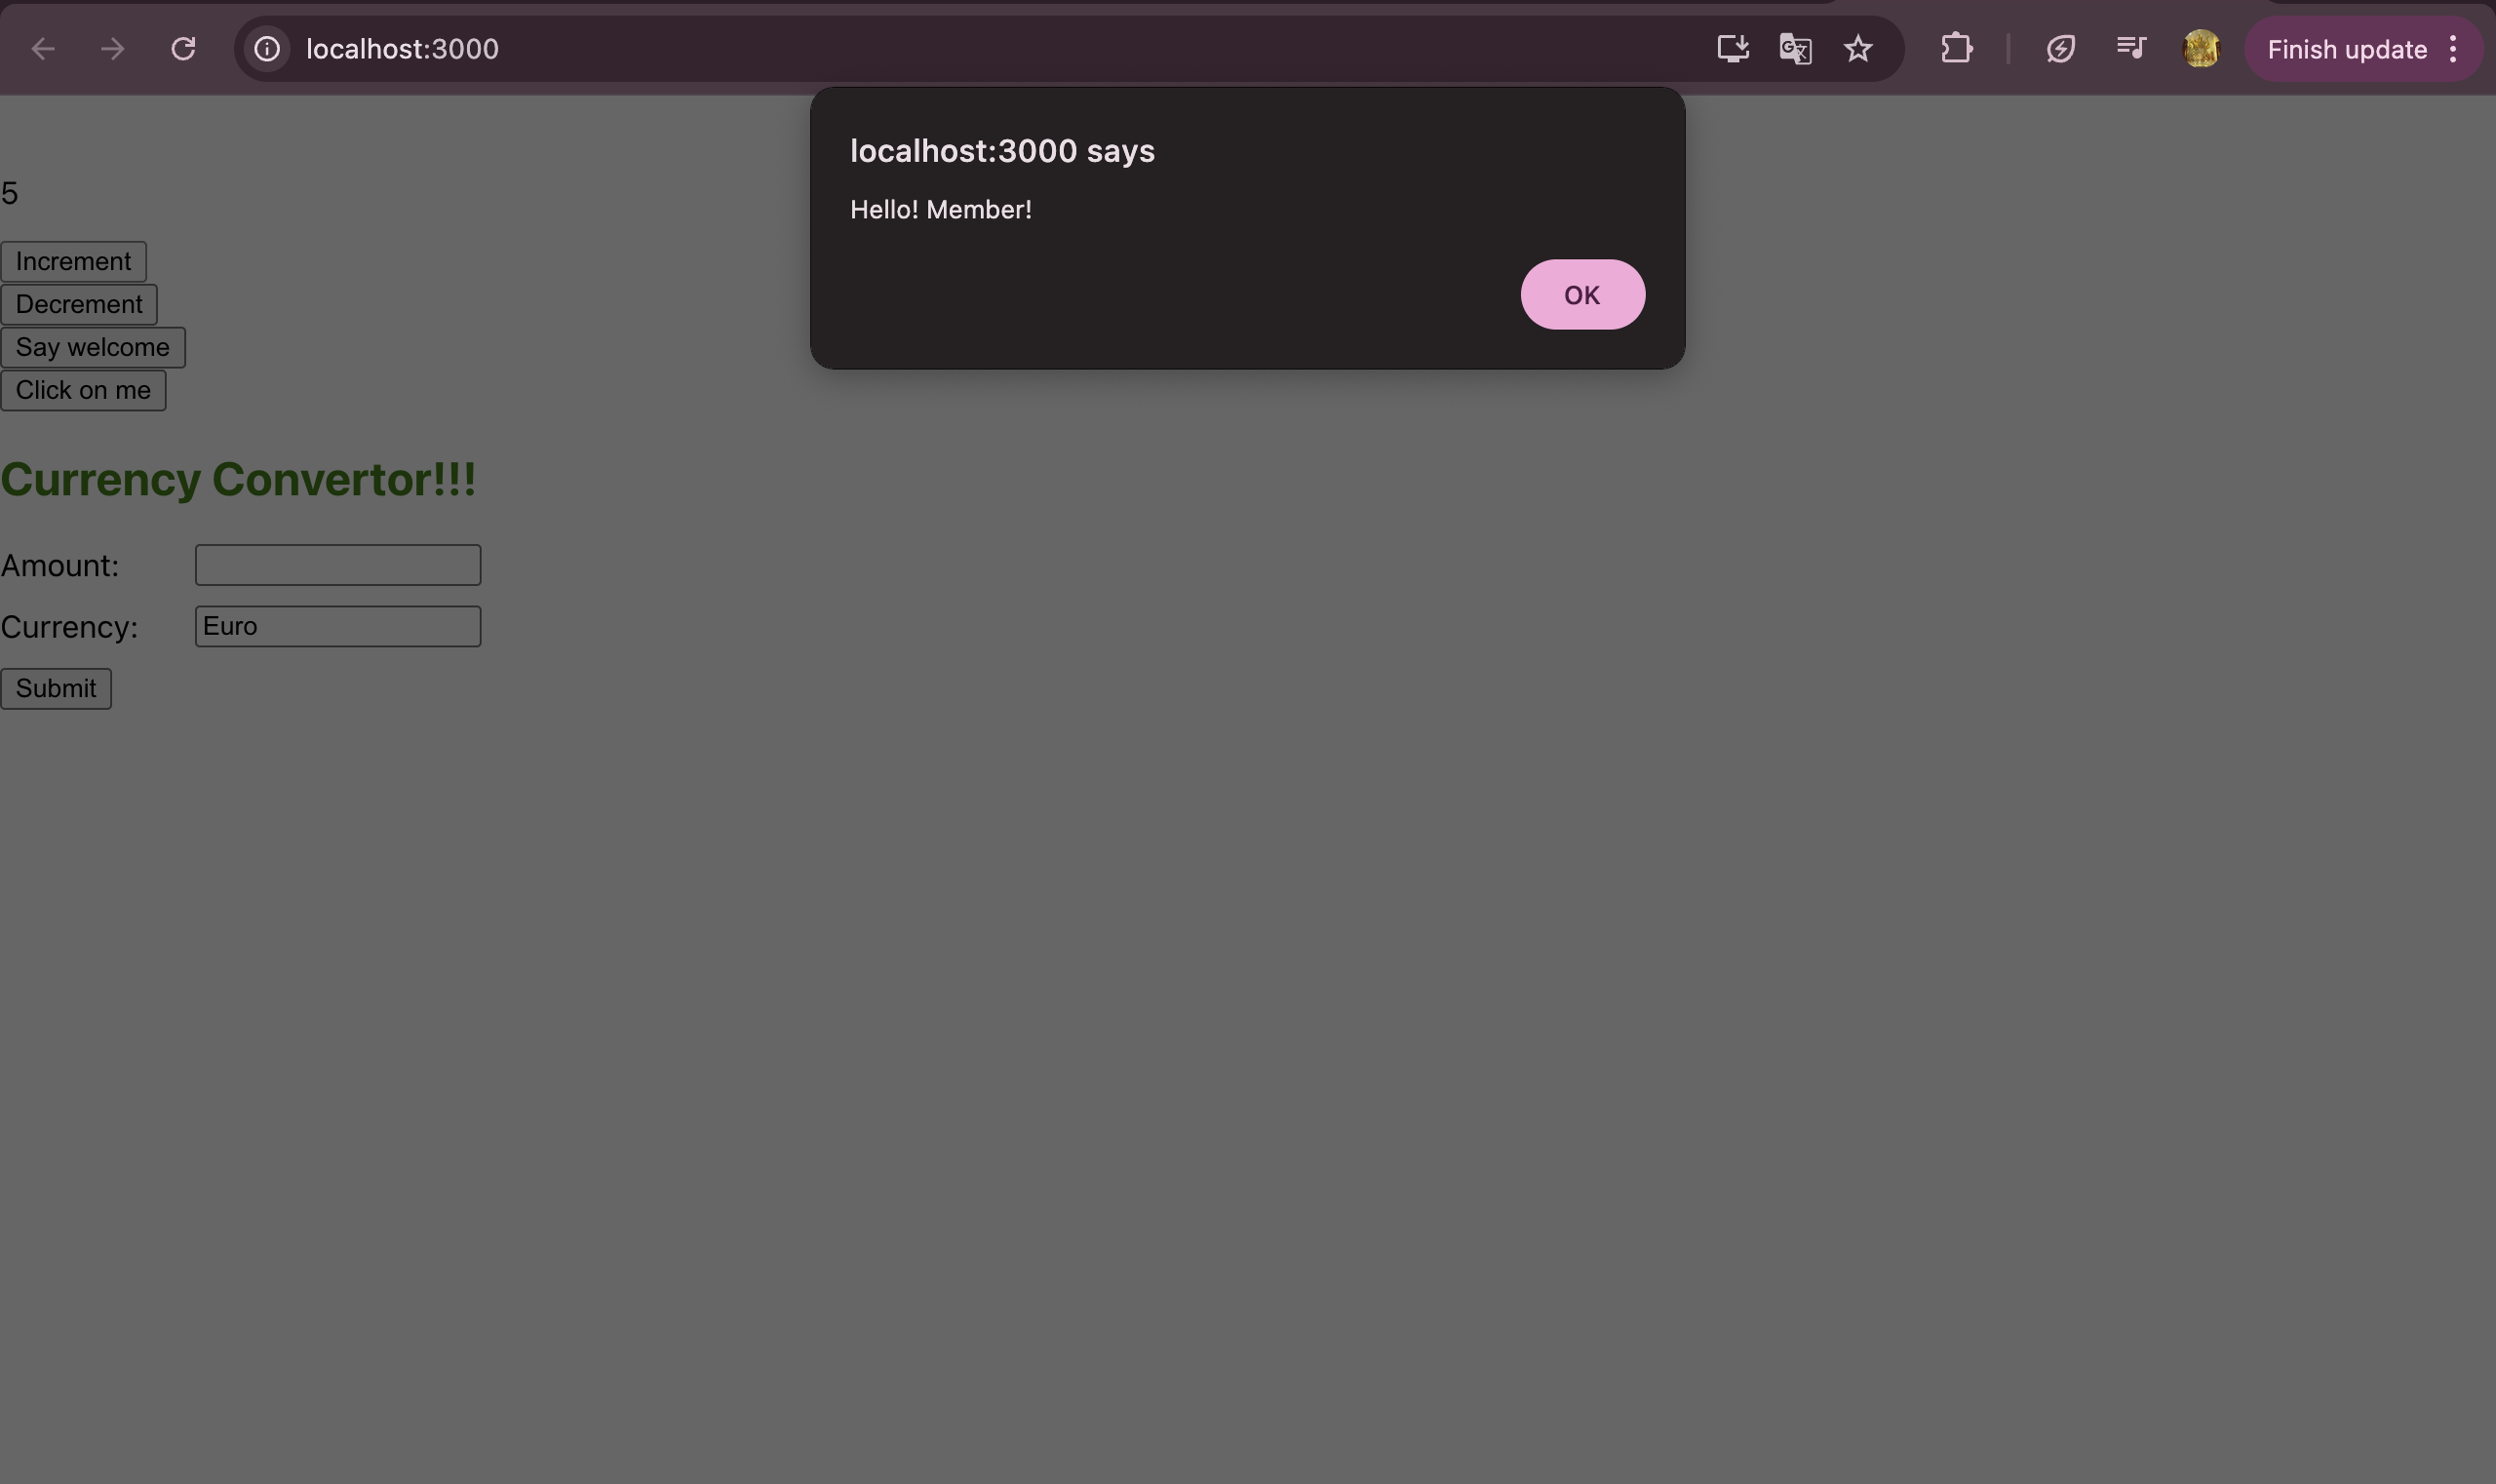 localhost:3000
Finish update
localhost:3000 says
Hello! Member!
OK
5
Increment
Decrement
Say welcome
Click on me
Currency Convertor!!!
Amount:
Currency: Euro
Submit